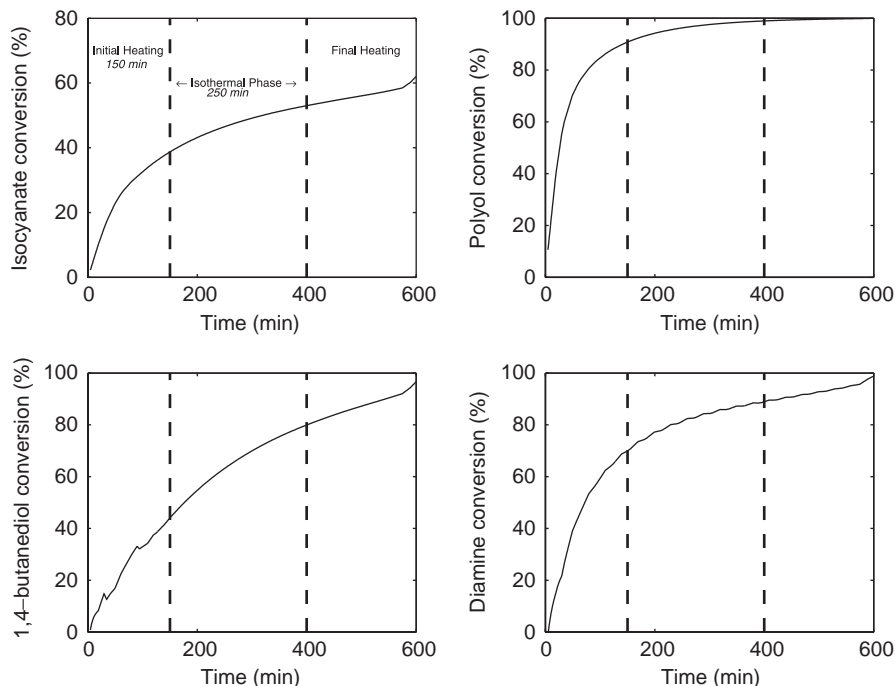 80
60
40
20
0
Isocyanate conversion (%)
Initial Heating
150 min
← Isothermal Phase →
250 min
Final Heating
0 200 400 600
Time (min)
100
80
60
40
20
0
Polyol conversion (%)
0 200 400 600
Time (min)
100
80
60
40
20
0
1,4–butanediol conversion (%)
0 200 400 600
Time (min)
100
80
60
40
20
0
Diamine conversion (%)
0 200 400 600
Time (min)